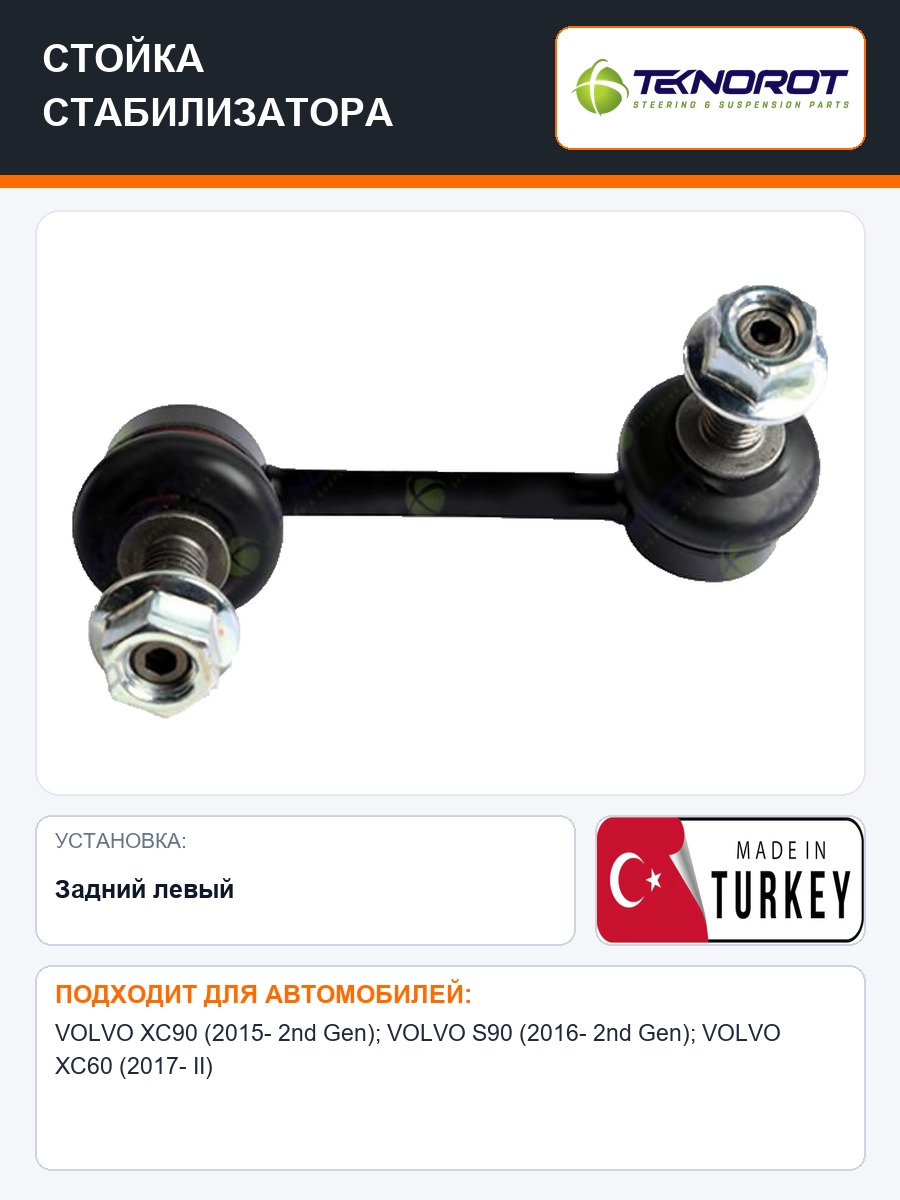 СТОЙКА
СТАБИЛИЗАТОРА
TEKNOROT
STEERING & SUSPENSION PARTS
УСТАНОВКА:
Задний левый
MADE IN
TURKEY
ПОДХОДИТ ДЛЯ АВТОМОБИЛЕЙ:
VOLVO XC90 (2015- 2nd Gen); VOLVO S90 (2016- 2nd Gen); VOLVO
XC60 (2017- II)